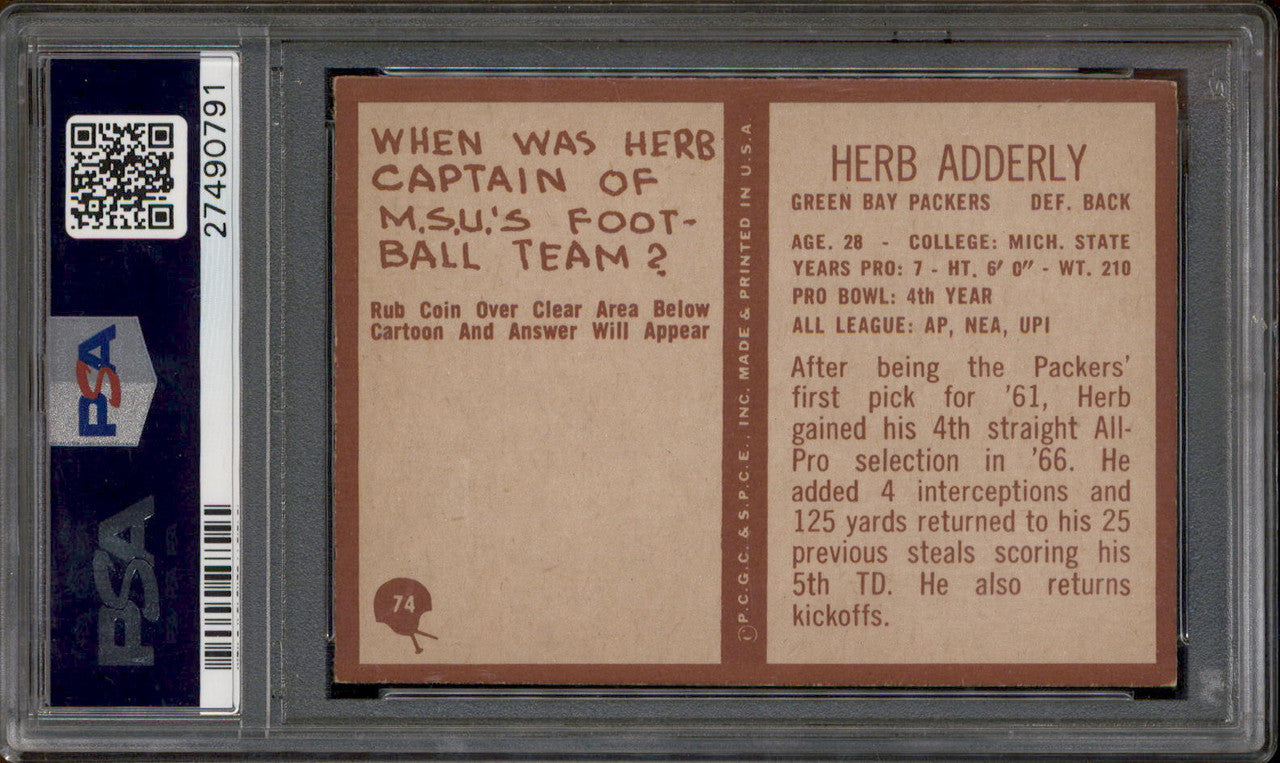 27490791
PSA
PSA
WHEN WAS HERB
CAPTAIN OF
M.S.U.'S FOOT-
BALL TEAM?
Rub Coin Over Clear Area Below
Cartoon And Answer Will Appear
74
©P.C.G.C. & S.P.C.E., INC. MADE & PRINTED IN U.S.A.
HERB ADDERLY
GREEN BAY PACKERS DEF. BACK
AGE. 28 - COLLEGE: MICH. STATE
YEARS PRO: 7 - HT. 6' 0" - WT. 210
PRO BOWL: 4th YEAR
ALL LEAGUE: AP, NEA, UPI
After being the Packers'
first pick for '61, Herb
gained his 4th straight All-
Pro selection in '66. He
added 4 interceptions and
125 yards returned to his 25
previous steals scoring his
5th TD. He also returns
kickoffs.